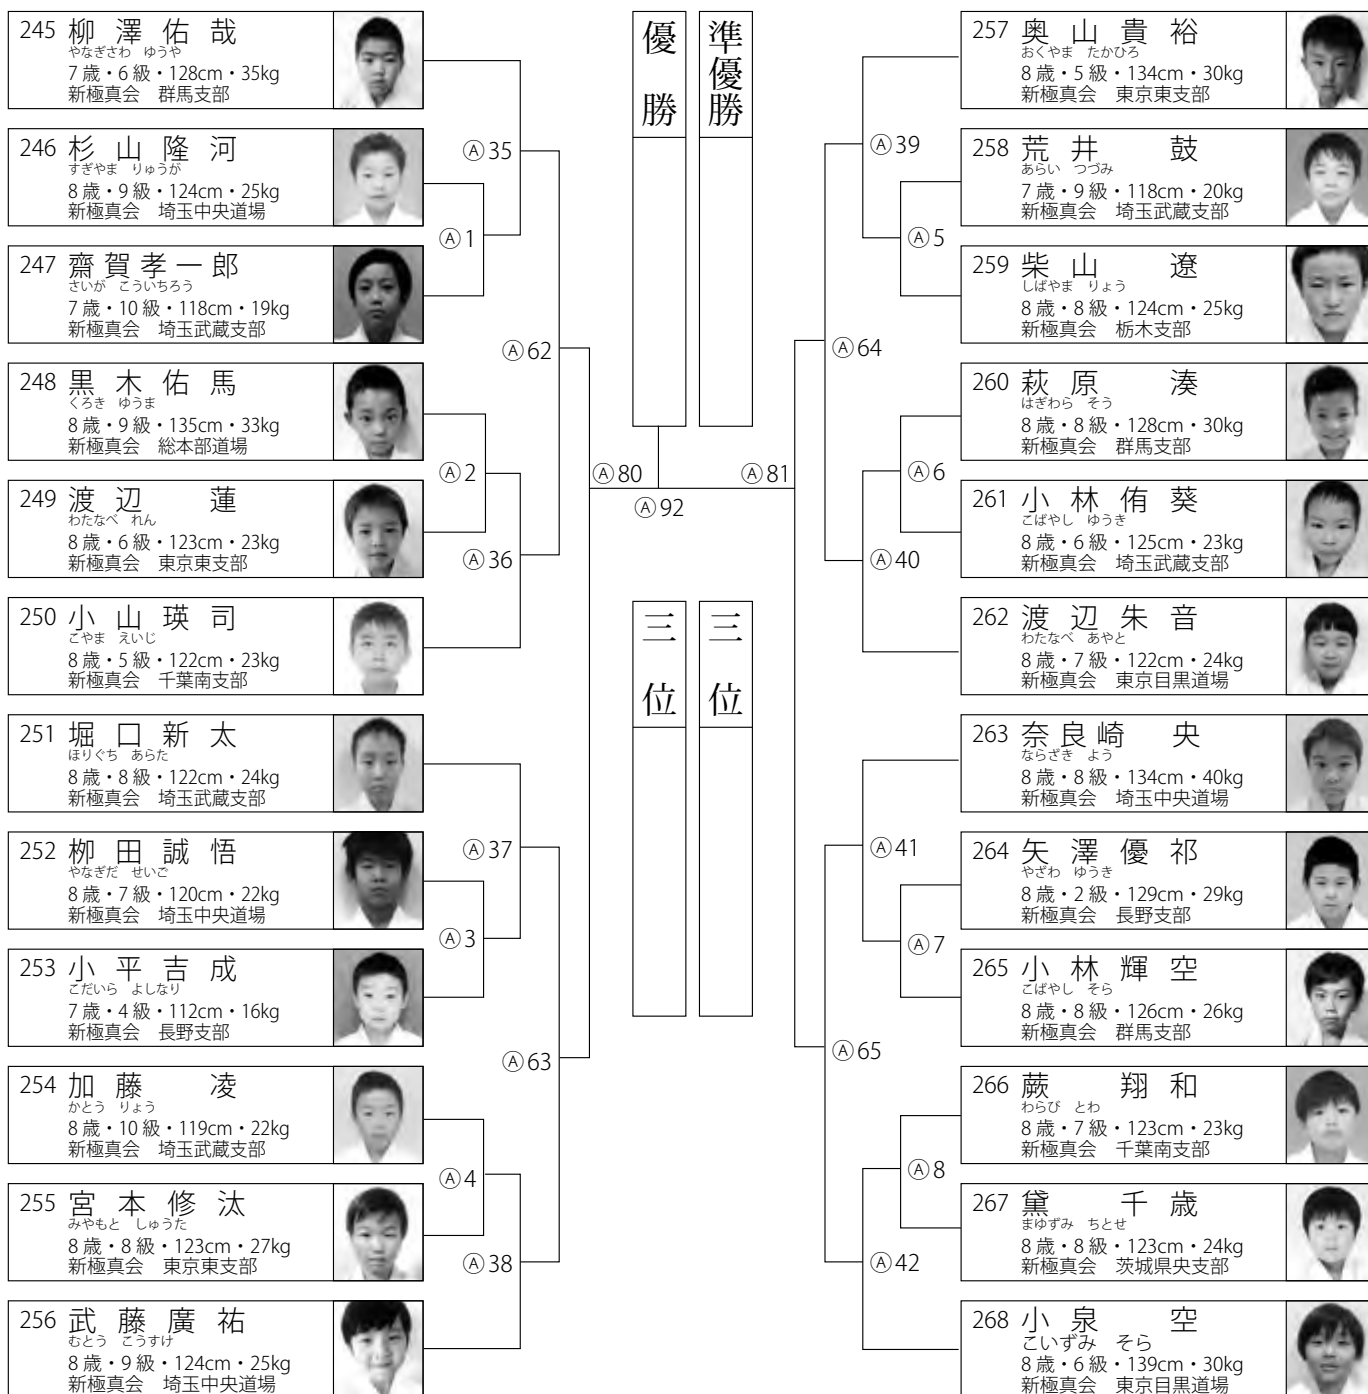 245 柳澤佑哉
やなぎさわ ゆうや
7歳・6級・128cm・35kg
新極真会 群馬支部
246 杉山隆河
すぎやま りゅうが
8歳・9級・124cm・25kg
新極真会 埼玉中央道場
247 齋賀孝一郎
さいが こういちろう
7歳・10級・118cm・19kg
新極真会 埼玉武蔵支部
248 黒木佑馬
くろき ゆうま
8歳・9級・135cm・33kg
新極真会 総本部道場
249 渡辺 蓮
わたなべ れん
8歳・6級・123cm・23kg
新極真会 東京東支部
250 小山瑛司
こやま えいじ
8歳・5級・122cm・23kg
新極真会 千葉南支部
251 堀口新太
ほりぐち あらた
8歳・8級・122cm・24kg
新極真会 埼玉武蔵支部
252 栁田誠悟
やなぎだ せいご
8歳・7級・120cm・22kg
新極真会 埼玉中央道場
253 小平吉成
こだいら よしなり
7歳・4級・112cm・16kg
新極真会 長野支部
254 加藤 凌
かとう りょう
8歳・10級・119cm・22kg
新極真会 埼玉武蔵支部
255 宮本修汰
みやもと しゅうた
8歳・8級・123cm・27kg
新極真会 東京東支部
256 武藤廣祐
むとう こうすけ
8歳・9級・124cm・25kg
新極真会 埼玉中央道場
Ⓐ35
Ⓐ1
Ⓐ62
Ⓐ2
Ⓐ36
Ⓐ80
Ⓐ37
Ⓐ3
Ⓐ63
Ⓐ4
Ⓐ38
優勝
準優勝
Ⓐ92
三位
三位
Ⓐ39
Ⓐ5
Ⓐ64
Ⓐ6
Ⓐ40
Ⓐ81
Ⓐ41
Ⓐ7
Ⓐ65
Ⓐ8
Ⓐ42
257 奥山貴裕
おくやま たかひろ
8歳・5級・134cm・30kg
新極真会 東京東支部
258 荒井 鼓
あらい つづみ
7歳・9級・118cm・20kg
新極真会 埼玉武蔵支部
259 柴山 遼
しばやま りょう
8歳・8級・124cm・25kg
新極真会 栃木支部
260 萩原 湊
はぎわら そう
8歳・8級・128cm・30kg
新極真会 群馬支部
261 小林侑葵
こばやし ゆうき
8歳・6級・125cm・23kg
新極真会 埼玉武蔵支部
262 渡辺朱音
わたなべ あやと
8歳・7級・122cm・24kg
新極真会 東京目黒道場
263 奈良崎 央
ならざき よう
8歳・8級・134cm・40kg
新極真会 埼玉中央道場
264 矢澤優祁
やざわ ゆうき
8歳・2級・129cm・29kg
新極真会 長野支部
265 小林輝空
こばやし そら
8歳・8級・126cm・26kg
新極真会 群馬支部
266 蕨 翔和
わらび とわ
8歳・7級・123cm・23kg
新極真会 千葉南支部
267 黛 千歳
まゆずみ ちとせ
8歳・8級・123cm・24kg
新極真会 茨城県央支部
268 小泉 空
こいずみ そら
8歳・6級・139cm・30kg
新極真会 東京目黒道場